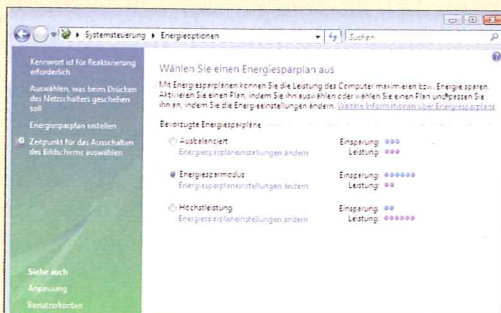 Systemsteuerung ▸ Energieoptionen
Suchen
Kennwort ist für Reaktivierung
erforderlich
Auswählen, was beim Drücken
des Netzschalters geschehen
soll
Energiesparplan erstellen
Zeitpunkt für das Ausschalten
des Bildschirms auswählen
Siehe auch
Anpassung
Benutzerkonten
Wählen Sie einen Energiesparplan aus
Mit Energiesparplänen können Sie die Leistung des Computer maximieren bzw. Energie sparen.
Aktivieren Sie einen Plan, indem Sie ihn auswählen oder wählen Sie einen Plan undpassen Sie
ihn an, indem Sie die Energieeinstellungen ändern. Weitere Informationen über Energiesparpläne
Bevorzugte Energiesparpläne
Ausbalanciert Einsparung:
Energiesparplaneinstellungen ändern Leistung:
Energiesparmodus Einsparung:
Energiesparplaneinstellungen ändern Leistung:
Höchstleistung Einsparung:
Energiesparplaneinstellungen ändern Leistung: